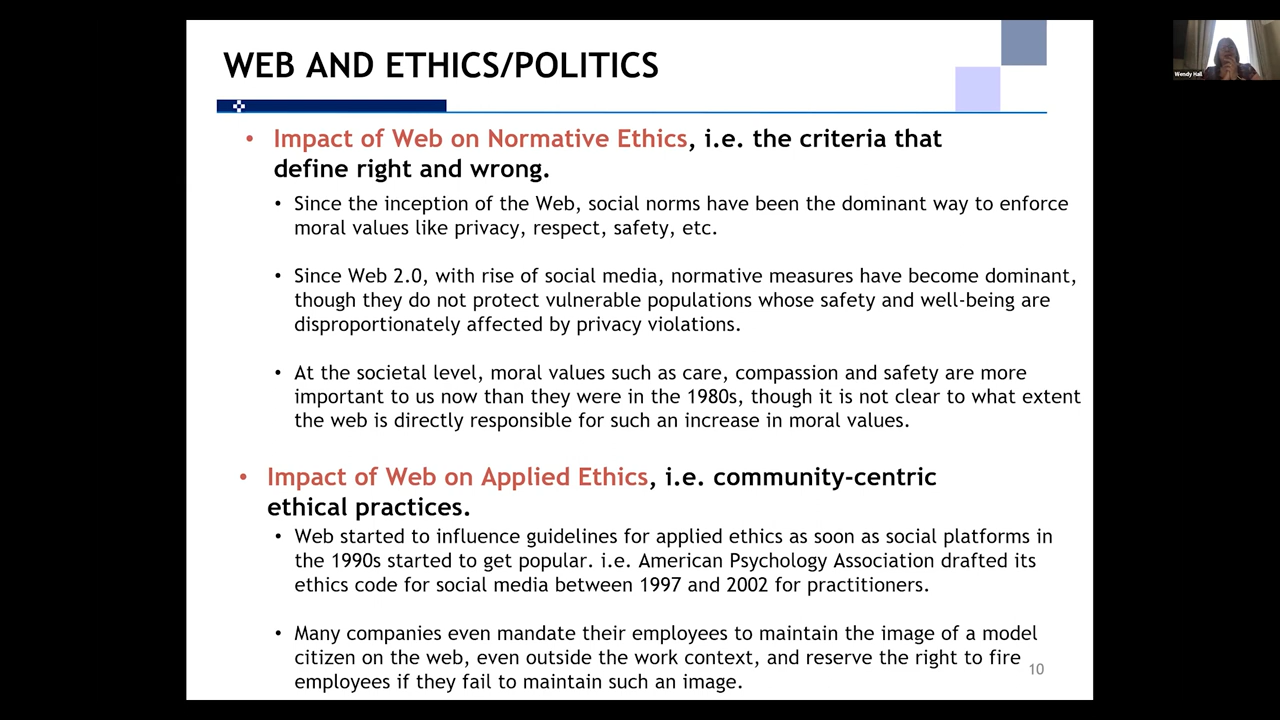 WEB AND ETHICS/POLITICS
Wendy Hall
• Impact of Web on Normative Ethics, i.e. the criteria that
define right and wrong.
• Since the inception of the Web, social norms have been the dominant way to enforce
moral values like privacy, respect, safety, etc.
• Since Web 2.0, with rise of social media, normative measures have become dominant,
though they do not protect vulnerable populations whose safety and well-being are
disproportionately affected by privacy violations.
• At the societal level, moral values such as care, compassion and safety are more
important to us now than they were in the 1980s, though it is not clear to what extent
the web is directly responsible for such an increase in moral values.
• Impact of Web on Applied Ethics, i.e. community-centric
ethical practices.
• Web started to influence guidelines for applied ethics as soon as social platforms in
the 1990s started to get popular. i.e. American Psychology Association drafted its
ethics code for social media between 1997 and 2002 for practitioners.
• Many companies even mandate their employees to maintain the image of a model
citizen on the web, even outside the work context, and reserve the right to fire
employees if they fail to maintain such an image.
10